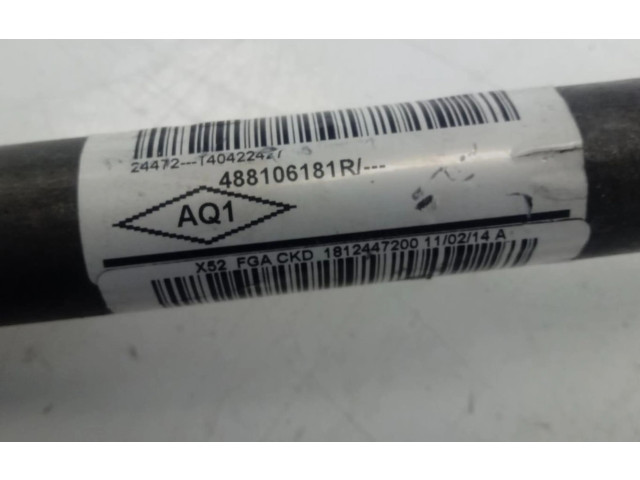 24472---T40422427
488106181R/---
AQ1
X52 FGA CKD 1812447200 11/02/14 A